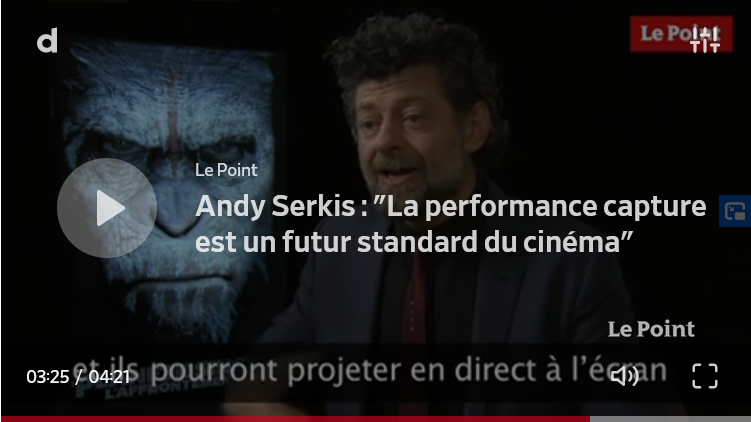 d
Le Point
Le Point
Andy Serkis : "La performance capture
est un futur standard du cinéma"
Le Point
et ils pourront projeter en direct à l'écran
03:25 / 04:21
L'AFFRONTEMENT